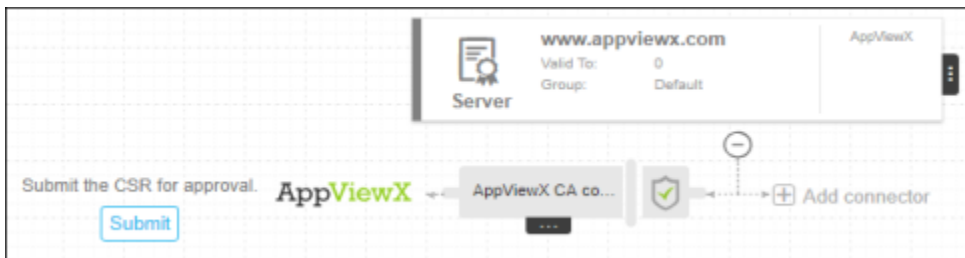 www.appviewx.com
AppViewX
Valid To: 0
Group: Default
Server
Submit the CSR for approval.
Submit
AppViewX
AppViewX CA co...
Add connector